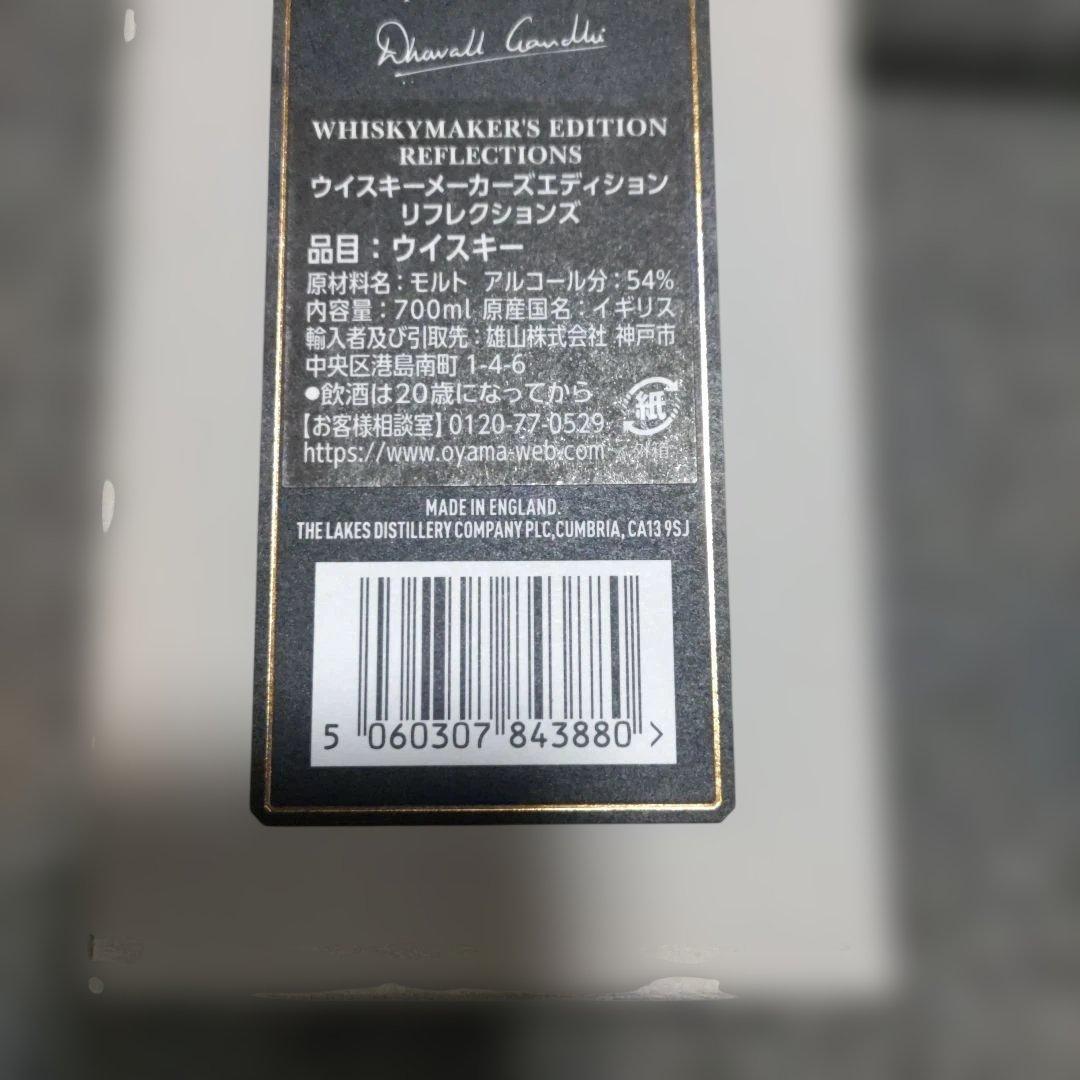 Dhavall Gandhi
WHISKYMAKER'S EDITION
REFLECTIONS
ウイスキーメーカーズエディション
リフレクションズ
品目：ウイスキー
原材料名：モルト アルコール分：54%
内容量：700ml 原産国名：イギリス
輸入者及び引取先：雄山株式会社 神戸市
中央区港島南町 1-4-6
●飲酒は20歳になってから
紙
【お客様相談室】0120-77-0529
https://www.oyama-web.com
MADE IN ENGLAND.
THE LAKES DISTILLERY COMPANY PLC,CUMBRIA, CA13 9SJ
5 060307 843880 >